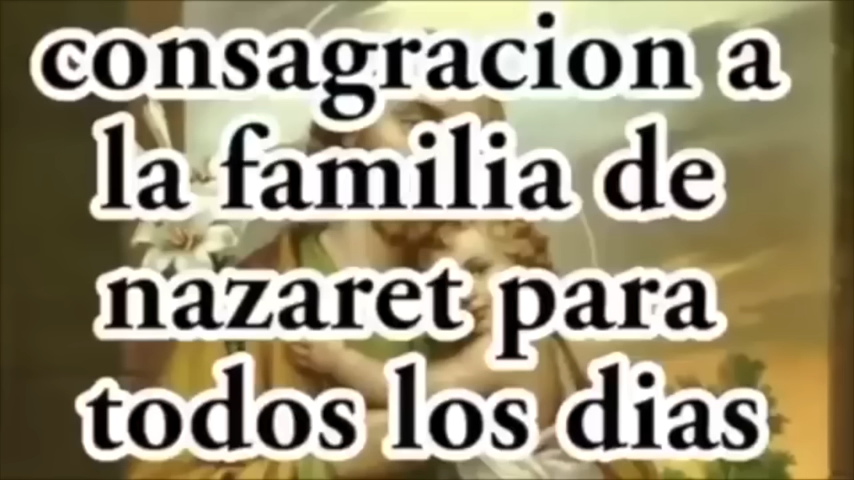 consagracion a
la familia de
nazaret para
todos los dias